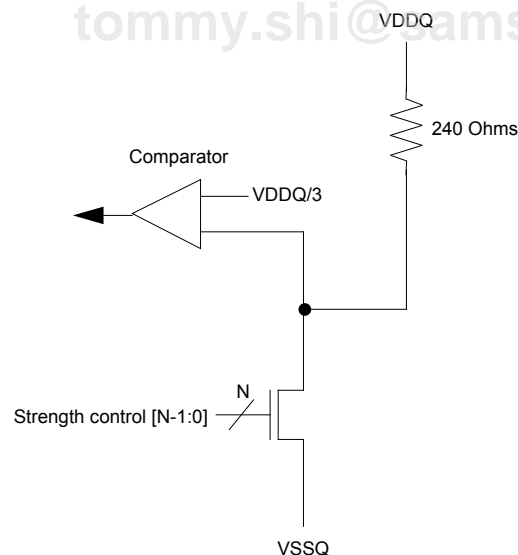 tommy.shi@sams
VDDQ
240 Ohms
Comparator
VDDQ/3
N
Strength control [N-1:0]
VSSQ